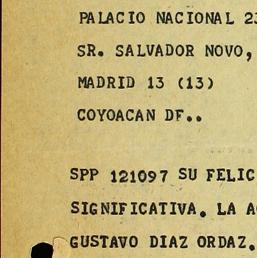 PALACIO NACIONAL 23
SR. SALVADOR NOVO,
MADRID 13 (13)
COYOACAN DF..
SPP 121097 SU FELIC
SIGNIFICATIVA. LA A
GUSTAVO DIAZ ORDAZ.